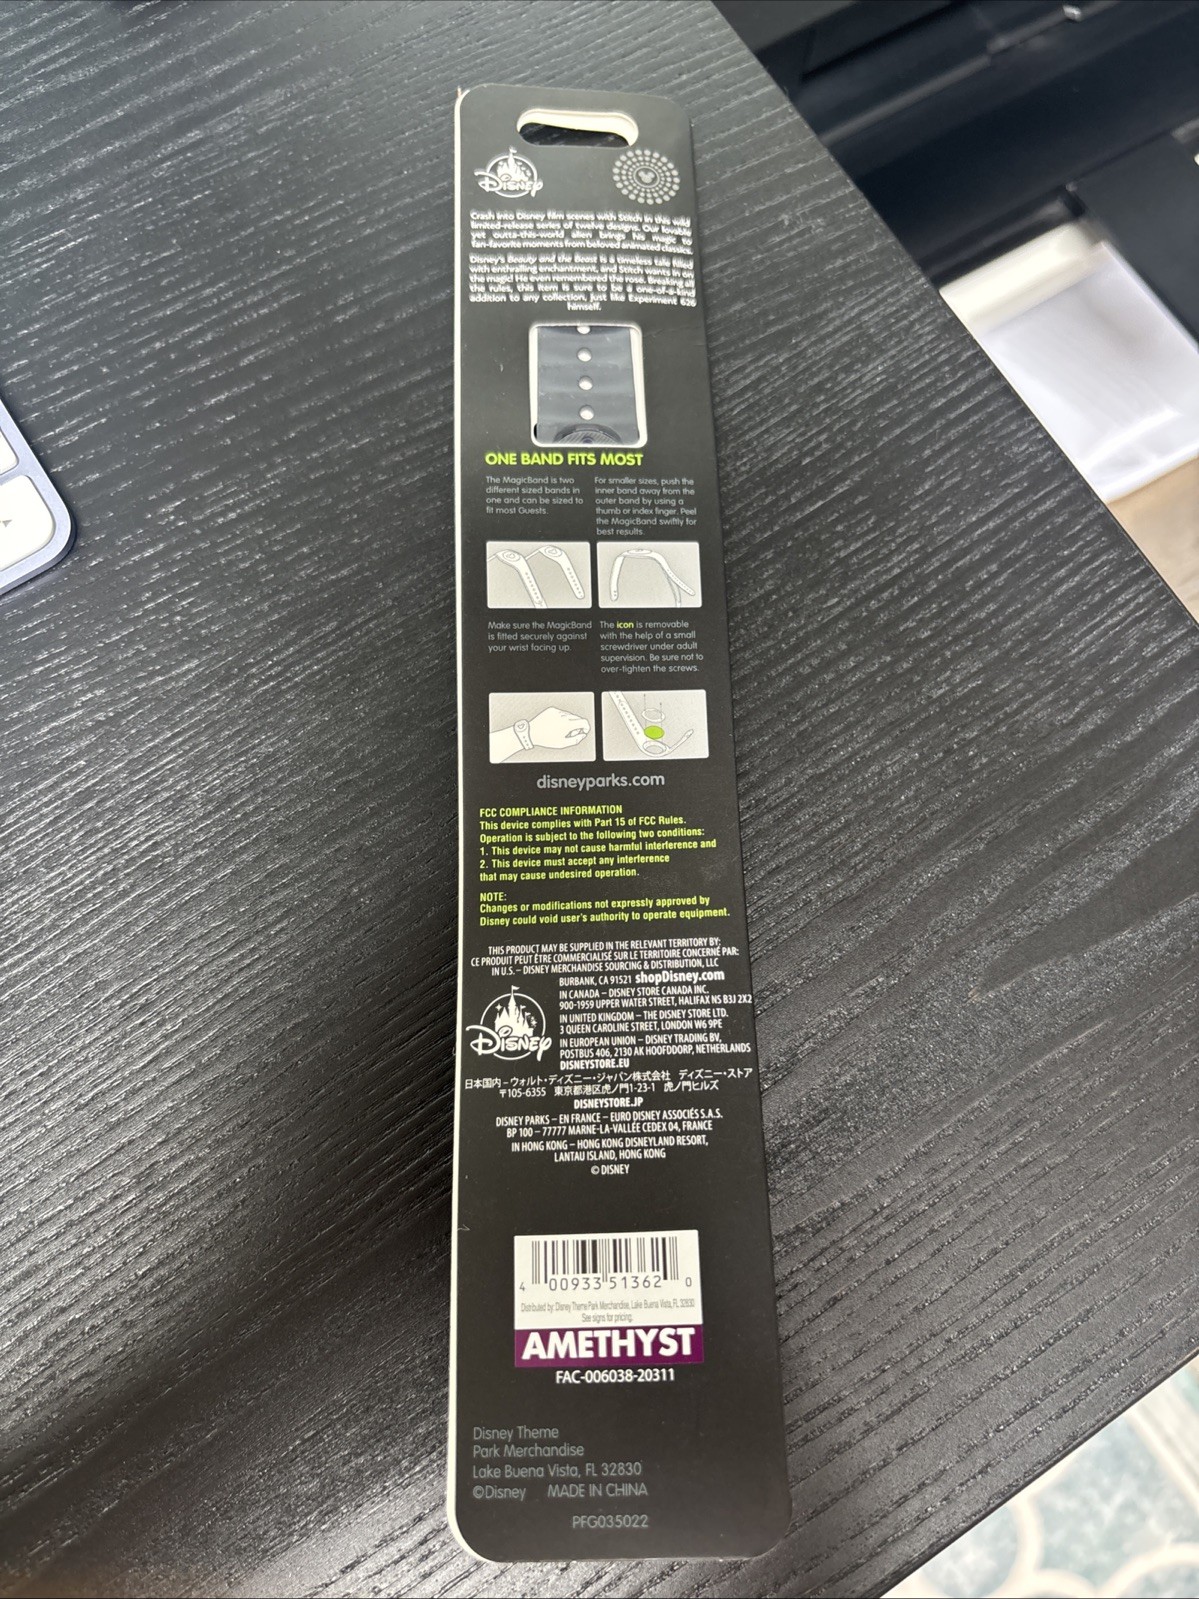 Disney
Crash into Disney film scenes with Stitch in this wild
limited-release series of twelve designs. Our lovable
yet outta-this-world alien brings his magic to
fan-favorite moments from beloved animated classics.
Disney's Beauty and the Beast is a timeless tale filled
with enthralling enchantment, and Stitch wants in on
the magic! He even remembered the rose. Breaking all
the rules, this item is sure to be a one-of-a-kind
addition to any collection, just like Experiment 626
himself.
ONE BAND FITS MOST
The MagicBand is two
different sized bands in
one and can be sized to
fit most Guests.
For smaller sizes, push the
inner band away from the
outer band by using a
thumb or index finger. Peel
the MagicBand swiftly for
best results.
Make sure the MagicBand
is fitted securely against
your wrist facing up.
The icon is removable
with the help of a small
screwdriver under adult
supervision. Be sure not to
over-tighten the screws.
disneyparks.com
FCC COMPLIANCE INFORMATION
This device complies with Part 15 of FCC Rules.
Operation is subject to the following two conditions:
1. This device may not cause harmful interference and
2. This device must accept any interference
that may cause undesired operation.
NOTE:
Changes or modifications not expressly approved by
Disney could void user's authority to operate equipment.
THIS PRODUCT MAY BE SUPPLIED IN THE RELEVANT TERRITORY BY:
CE PRODUIT PEUT ÊTRE COMMERCIALISÉ SUR LE TERRITOIRE CONCERNÉ PAR:
IN U.S. – DISNEY MERCHANDISE SOURCING & DISTRIBUTION, LLC
BURBANK, CA 91521 shopDisney.com
IN CANADA – DISNEY STORE CANADA INC.
900-1959 UPPER WATER STREET, HALIFAX NS B3J 2X2
IN UNITED KINGDOM – THE DISNEY STORE LTD.
3 QUEEN CAROLINE STREET, LONDON W6 9PE
IN EUROPEAN UNION – DISNEY TRADING BV,
POSTBUS 406, 2130 AK HOOFDDORP, NETHERLANDS
DISNEYSTORE.EU
Disney
日本国内 – ウォルト・ディズニー・ジャパン株式会社 ディズニー・ストア
〒105-6355 東京都港区虎ノ門1-23-1 虎ノ門ヒルズ
DISNEYSTORE.JP
DISNEY PARKS – EN FRANCE – EURO DISNEY ASSOCIÉS S.A.S.
BP 100 – 77777 MARNE-LA-VALLÉE CEDEX 04, FRANCE
IN HONG KONG – HONG KONG DISNEYLAND RESORT,
LANTAU ISLAND, HONG KONG
© DISNEY
4 00933 51362 0
Distributed by: Disney Theme Park Merchandise, Lake Buena Vista, FL 32830
See signs for pricing.
AMETHYST
FAC-006038-20311
Disney Theme
Park Merchandise
Lake Buena Vista, FL 32830
©Disney MADE IN CHINA
PFG035022